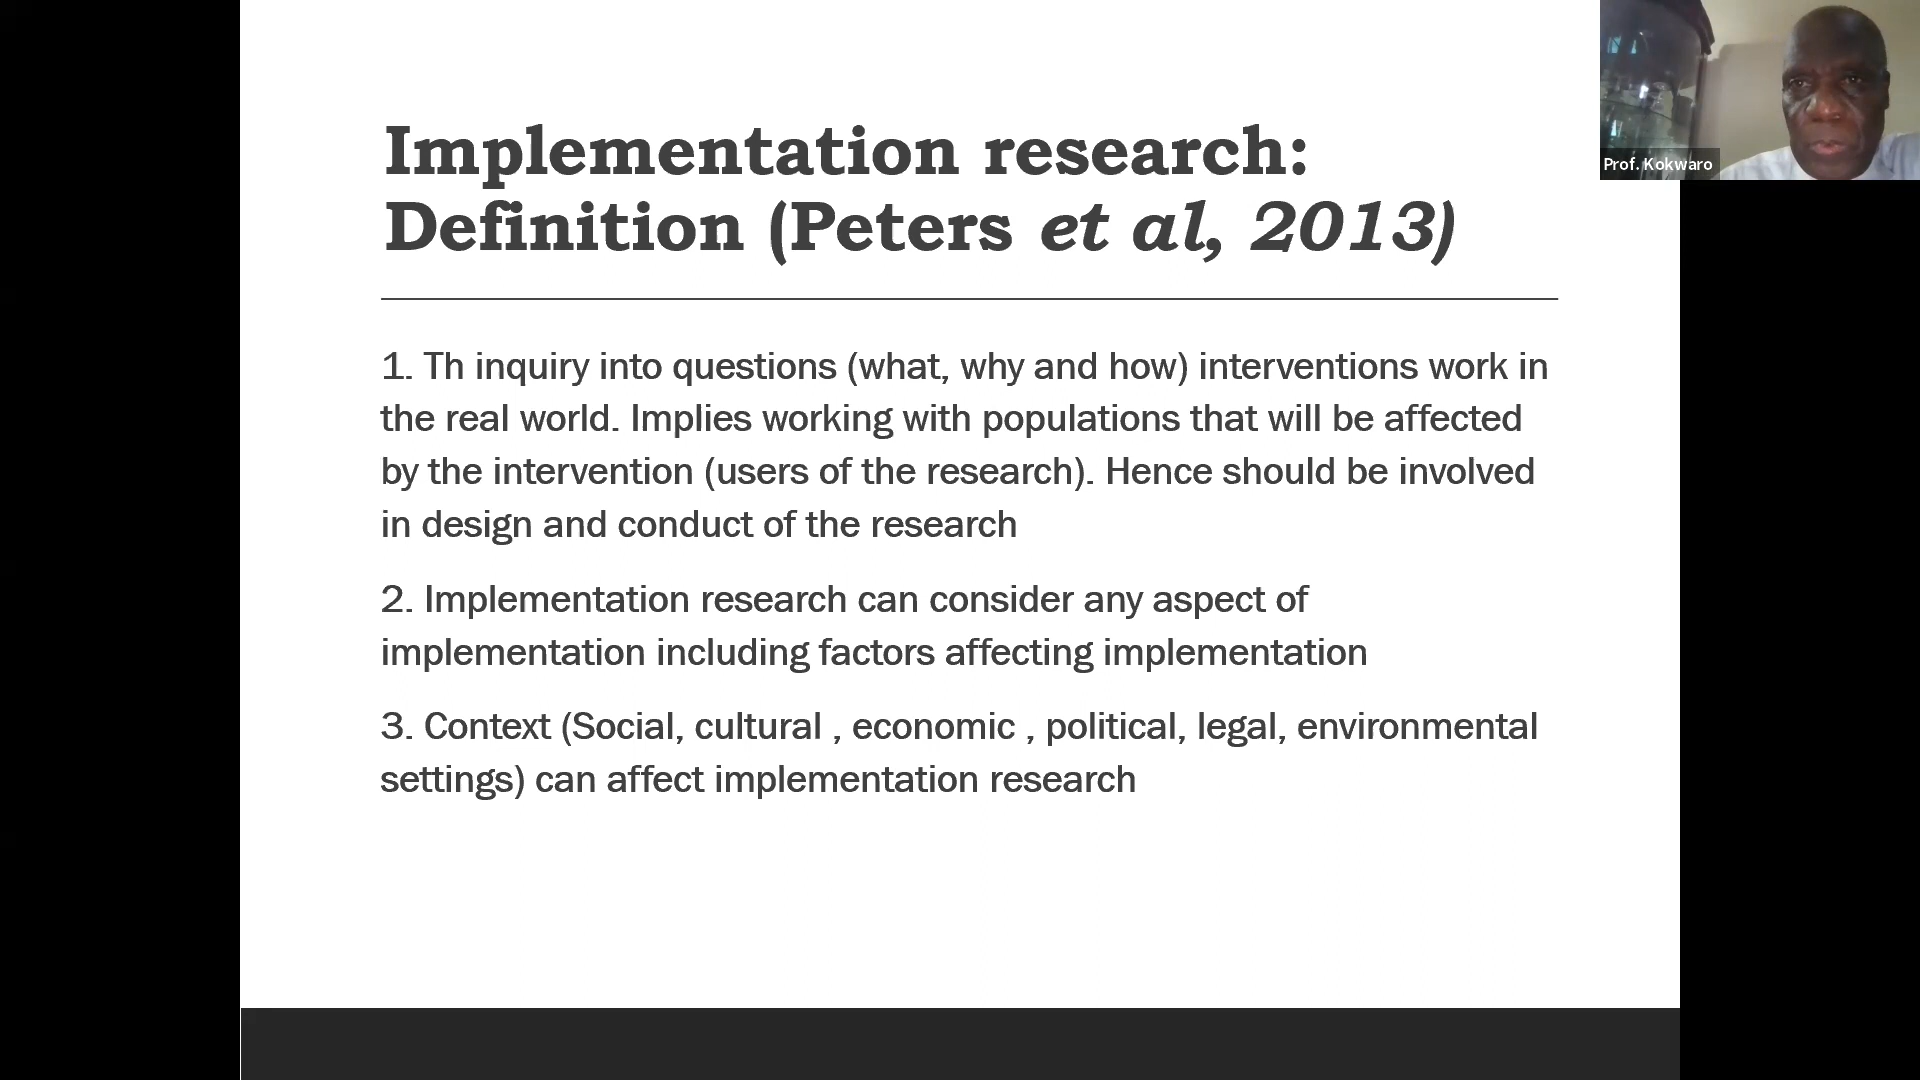 Implementation research:
Definition (Peters et al, 2013)
1. Th inquiry into questions (what, why and how) interventions work in
the real world. Implies working with populations that will be affected
by the intervention (users of the research). Hence should be involved
in design and conduct of the research
2. Implementation research can consider any aspect of
implementation including factors affecting implementation
3. Context (Social, cultural , economic , political, legal, environmental
settings) can affect implementation research
Prof. Kokwaro